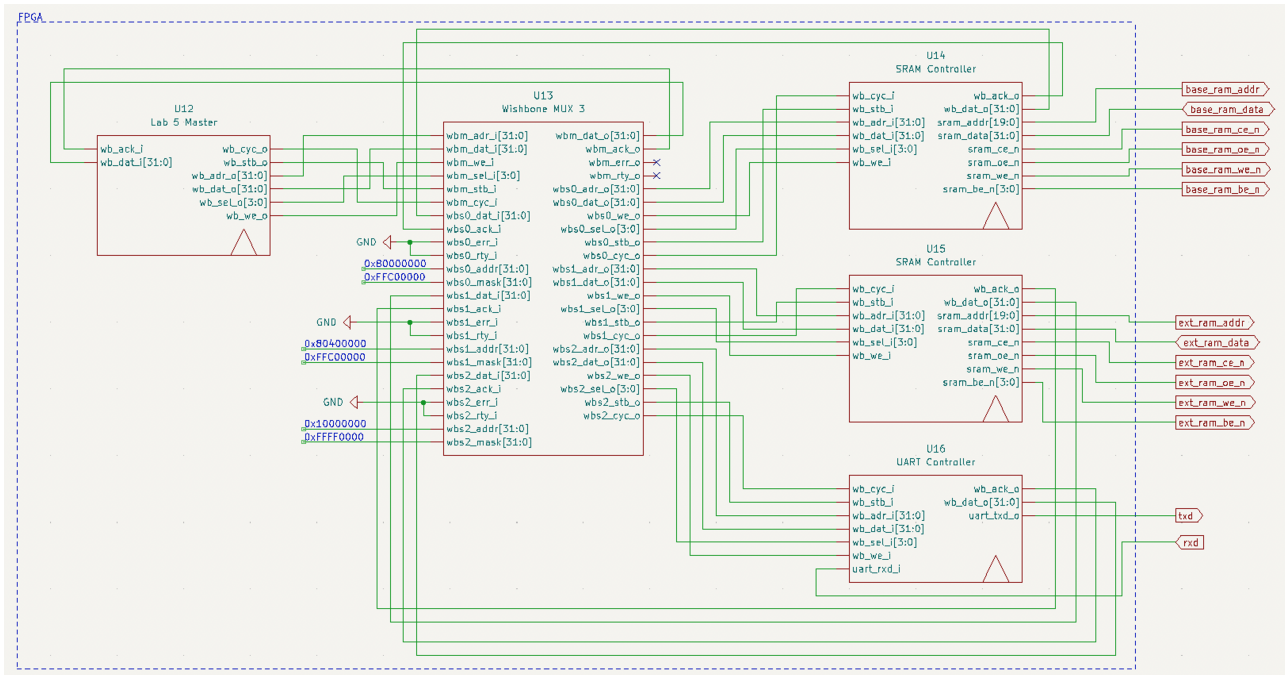 FPGA
U12
Lab 5 Master
wb_ack_i
wb_dat_i[31:0]
wb_cyc_o
wb_stb_o
wb_adr_o[31:0]
wb_dat_o[31:0]
wb_sel_o[3:0]
wb_we_o
U13
Wishbone MUX 3
wbm_adr_i[31:0]
wbm_dat_i[31:0]
wbm_we_i
wbm_sel_i[3:0]
wbm_stb_i
wbm_cyc_i
wbs0_dat_i[31:0]
wbs0_ack_i
wbs0_err_i
wbs0_rty_i
wbs0_addr[31:0]
wbs0_mask[31:0]
wbs1_dat_i[31:0]
wbs1_ack_i
wbs1_err_i
wbs1_rty_i
wbs1_addr[31:0]
wbs1_mask[31:0]
wbs2_dat_i[31:0]
wbs2_ack_i
wbs2_err_i
wbs2_rty_i
wbs2_addr[31:0]
wbs2_mask[31:0]
wbm_dat_o[31:0]
wbm_ack_o
wbm_err_o
wbm_rty_o
wbs0_adr_o[31:0]
wbs0_dat_o[31:0]
wbs0_we_o
wbs0_sel_o[3:0]
wbs0_stb_o
wbs0_cyc_o
wbs1_adr_o[31:0]
wbs1_dat_o[31:0]
wbs1_we_o
wbs1_sel_o[3:0]
wbs1_stb_o
wbs1_cyc_o
wbs2_adr_o[31:0]
wbs2_dat_o[31:0]
wbs2_we_o
wbs2_sel_o[3:0]
wbs2_stb_o
wbs2_cyc_o
GND
0x80000000
0xFFC00000
GND
0x80400000
0xFFC00000
GND
0x10000000
0xFFFF0000
U14
SRAM Controller
wb_cyc_i
wb_stb_i
wb_adr_i[31:0]
wb_dat_i[31:0]
wb_sel_i[3:0]
wb_we_i
wb_ack_o
wb_dat_o[31:0]
sram_addr[19:0]
sram_data[31:0]
sram_ce_n
sram_oe_n
sram_we_n
sram_be_n[3:0]
base_ram_addr
base_ram_data
base_ram_ce_n
base_ram_oe_n
base_ram_we_n
base_ram_be_n
U15
SRAM Controller
wb_cyc_i
wb_stb_i
wb_adr_i[31:0]
wb_dat_i[31:0]
wb_sel_i[3:0]
wb_we_i
wb_ack_o
wb_dat_o[31:0]
sram_addr[19:0]
sram_data[31:0]
sram_ce_n
sram_oe_n
sram_we_n
sram_be_n[3:0]
ext_ram_addr
ext_ram_data
ext_ram_ce_n
ext_ram_oe_n
ext_ram_we_n
ext_ram_be_n
U16
UART Controller
wb_cyc_i
wb_stb_i
wb_adr_i[31:0]
wb_dat_i[31:0]
wb_sel_i[3:0]
wb_we_i
uart_rxd_i
wb_ack_o
wb_dat_o[31:0]
uart_txd_o
txd
rxd